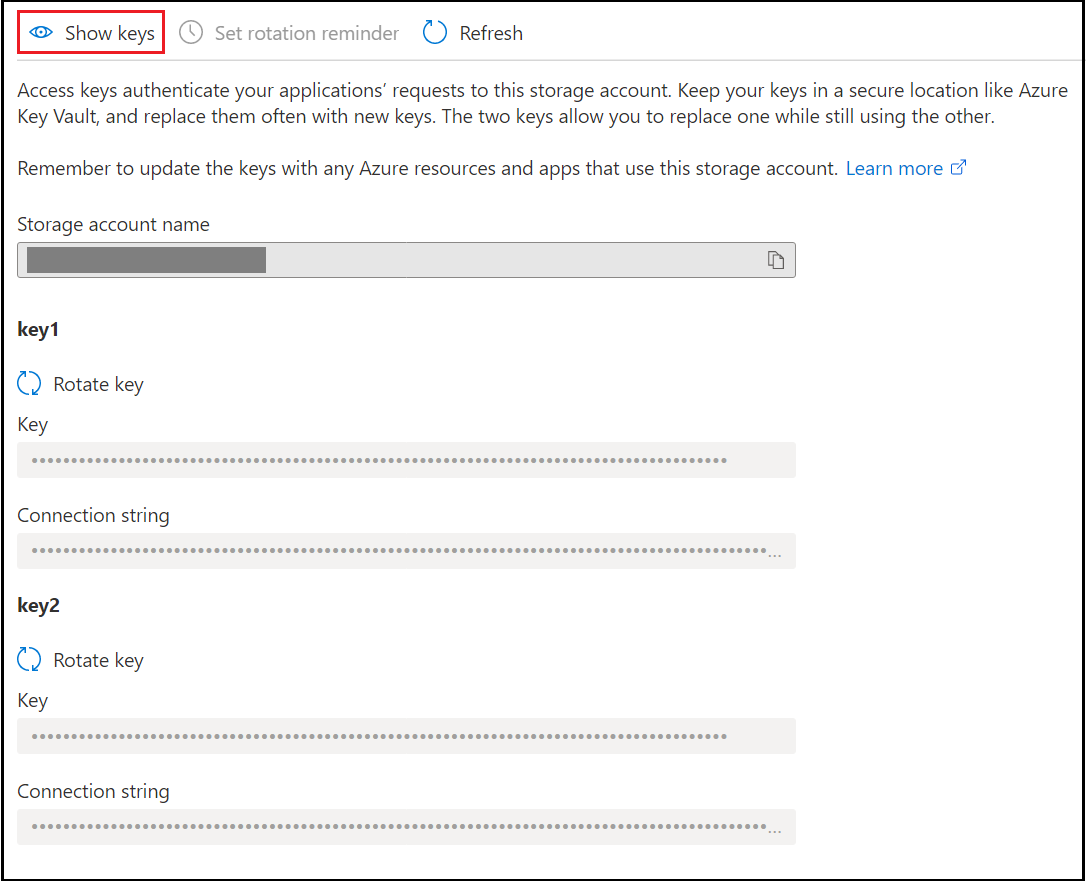 Show keys Set rotation reminder Refresh
Access keys authenticate your applications’ requests to this storage account. Keep your keys in a secure location like Azure
Key Vault, and replace them often with new keys. The two keys allow you to replace one while still using the other.
Remember to update the keys with any Azure resources and apps that use this storage account. Learn more
Storage account name
key1
Rotate key
Key
Connection string
key2
Rotate key
Key
Connection string